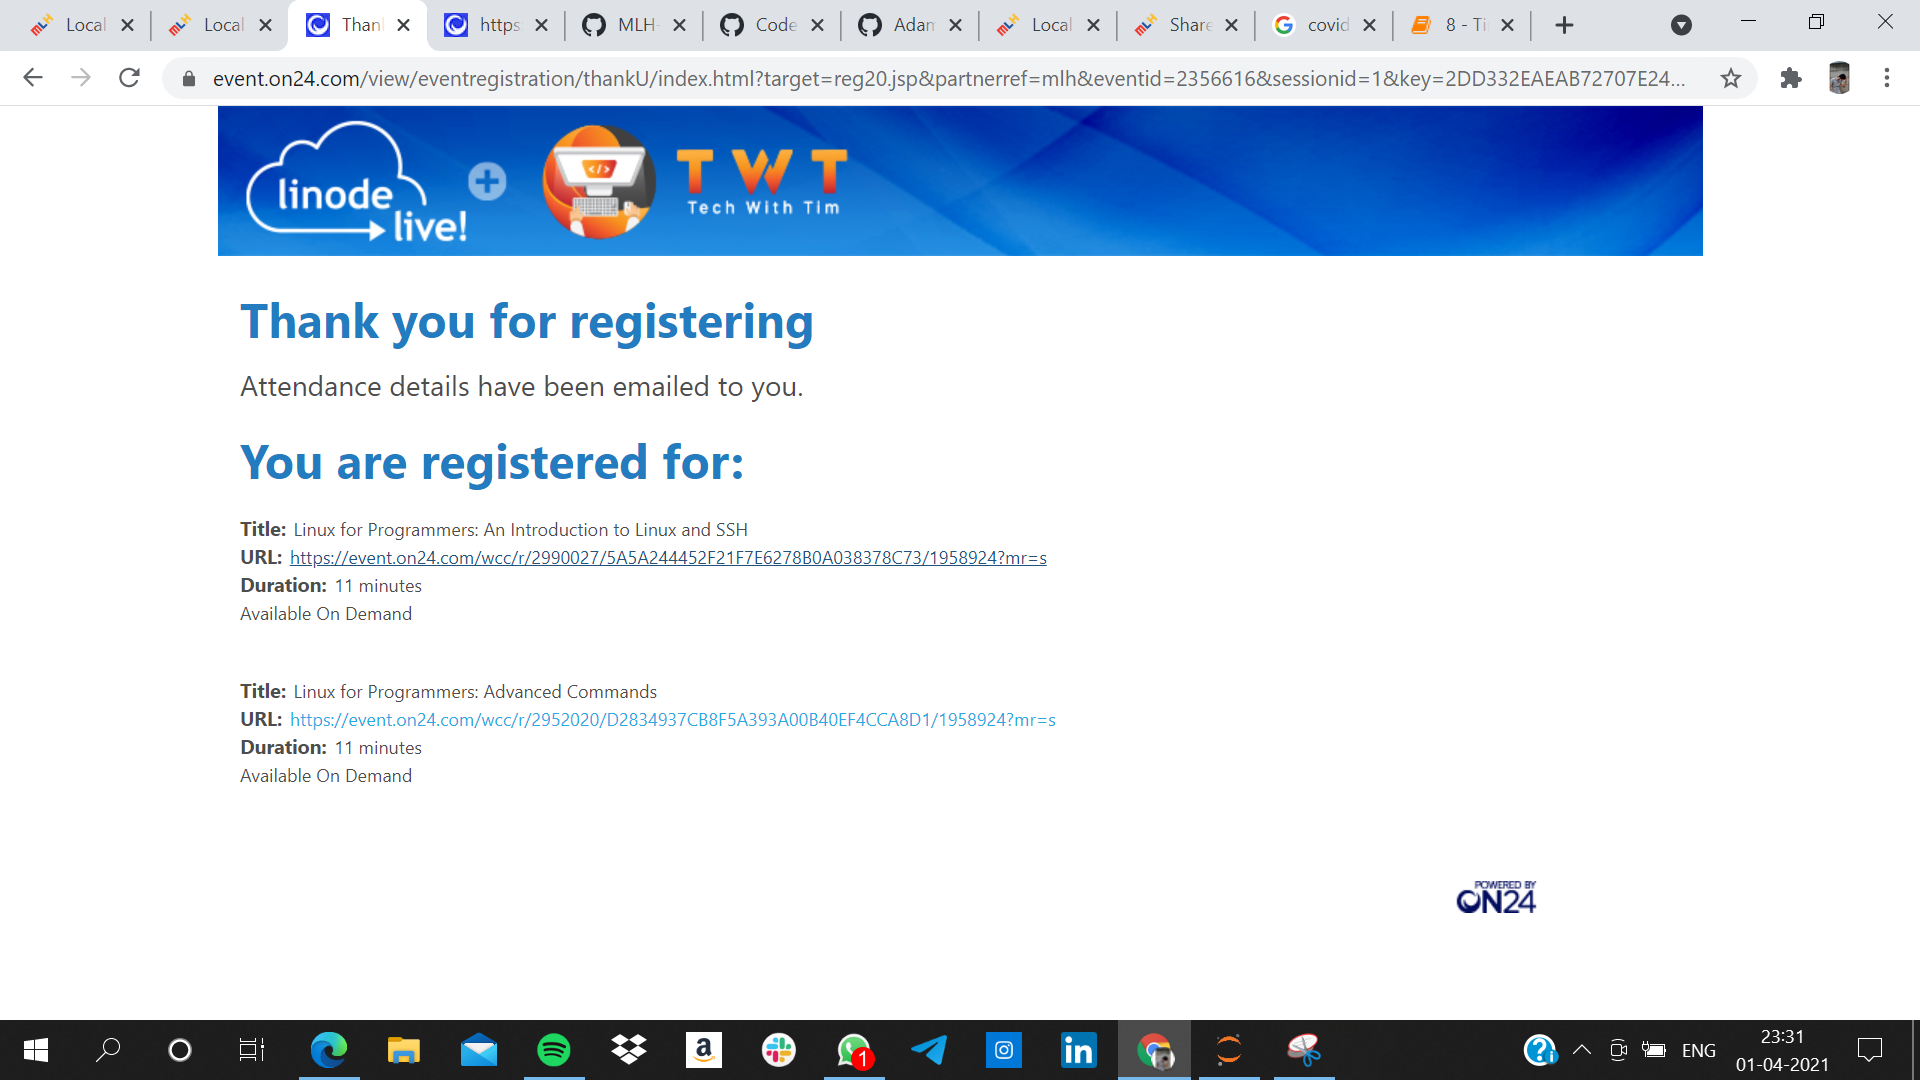 Local
Local
Than
https
MLH-
Code
Adam
Local
Share
covid
8 - Ti
event.on24.com/view/eventregistration/thankU/index.html?target=reg20.jsp&partnerref=mlh&eventid=2356616&sessionid=1&key=2DD332EAEAB72707E24...
linode
live!
TWT
Tech With Tim
Thank you for registering
Attendance details have been emailed to you.
You are registered for:
Title: Linux for Programmers: An Introduction to Linux and SSH
URL: https://event.on24.com/wcc/r/2990027/5A5A244452F21F7E6278B0A038378C73/1958924?mr=s
Duration: 11 minutes
Available On Demand
Title: Linux for Programmers: Advanced Commands
URL: https://event.on24.com/wcc/r/2952020/D2834937CB8F5A393A00B40EF4CCA8D1/1958924?mr=s
Duration: 11 minutes
Available On Demand
POWERED BY
ON24
1
ENG
23:31
01-04-2021